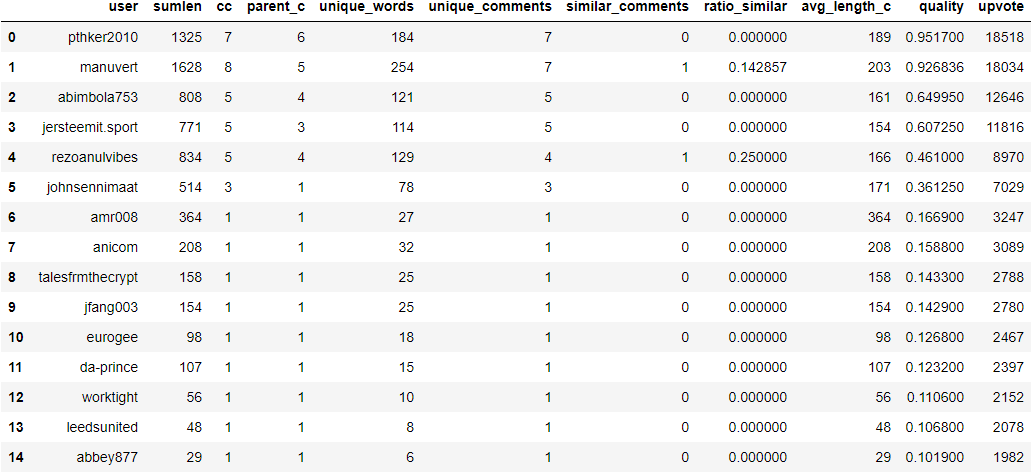 user sumlen cc parent_c unique_words unique_comments similar_comments ratio_similar avg_length_c quality upvote
0 pthker2010 1325 7 6 184 7 0 0.000000 189 0.951700 18518
1 manuvert 1628 8 5 254 7 1 0.142857 203 0.926836 18034
2 abimbola753 808 5 4 121 5 0 0.000000 161 0.649950 12646
3 jersteemit.sport 771 5 3 114 5 0 0.000000 154 0.607250 11816
4 rezoanulvibes 834 5 4 129 4 1 0.250000 166 0.461000 8970
5 johnsennimaat 514 3 1 78 3 0 0.000000 171 0.361250 7029
6 amr008 364 1 1 27 1 0 0.000000 364 0.166900 3247
7 anicom 208 1 1 32 1 0 0.000000 208 0.158800 3089
8 talesfrmthecrypt 158 1 1 25 1 0 0.000000 158 0.143300 2788
9 jfang003 154 1 1 25 1 0 0.000000 154 0.142900 2780
10 eurogee 98 1 1 18 1 0 0.000000 98 0.126800 2467
11 da-prince 107 1 1 15 1 0 0.000000 107 0.123200 2397
12 worktight 56 1 1 10 1 0 0.000000 56 0.110600 2152
13 leedsunited 48 1 1 8 1 0 0.000000 48 0.106800 2078
14 abbey877 29 1 1 6 1 0 0.000000 29 0.101900 1982